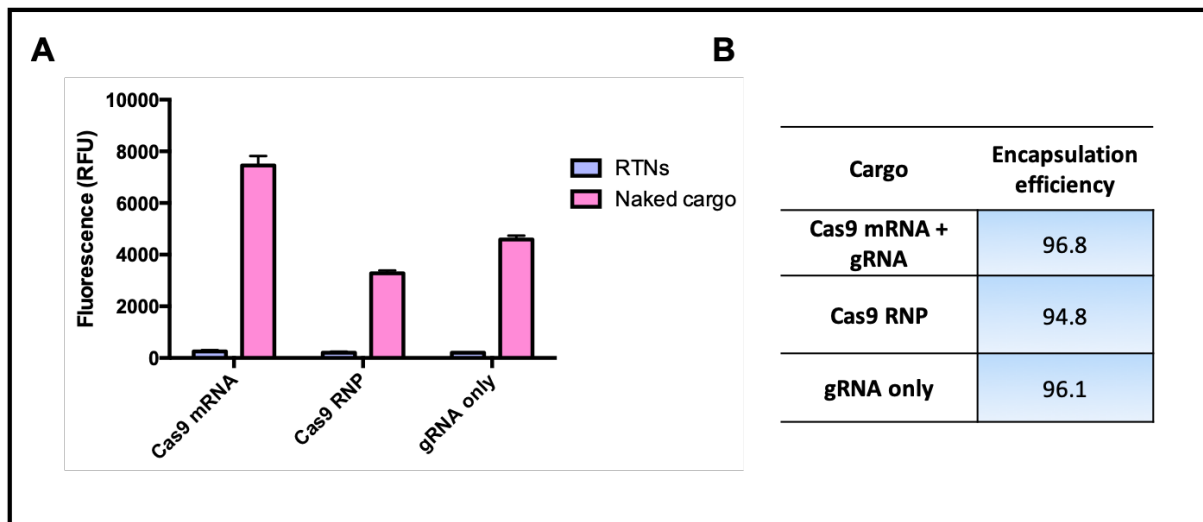 A
B
Fluorescence (RFU)
10000
8000
6000
4000
2000
0
RTNs
Naked cargo
Cas9 mRNA
Cas9 RNP
gRNA only
Cargo
Encapsulation
efficiency
Cas9 mRNA +
gRNA
96.8
Cas9 RNP
94.8
gRNA only
96.1